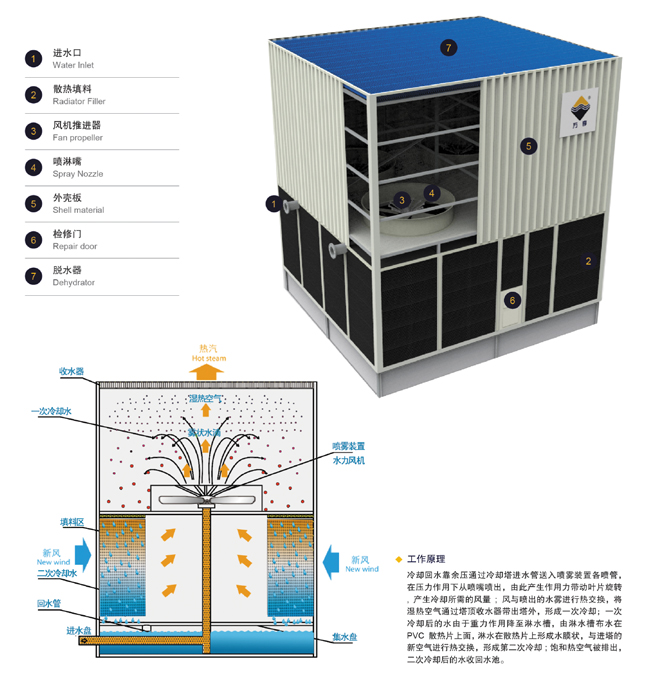 1 进水口
Water Inlet
2 散热填料
Radiator Filler
3 风机推进器
Fan propeller
4 喷淋嘴
Spray Nozzle
5 外壳板
Shell material
6 检修门
Repair door
7 脱水器
Dehydrator
7
5
4
3
1
2
6
热汽
Hot steam
收水器
湿热空气
一次冷却水
雾状水滴
喷雾装置
水力风机
填料区
新风
New wind
二次冷却水
回水管
进水盘
新风
New wind
集水盘
工作原理
冷却回水靠余压通过冷却塔进水管送入喷雾装置各喷管,
在压力作用下从喷嘴喷出,由此产生作用力带动叶片旋转
,产生冷却所需的风量;风与喷出的水雾进行热交换,将
湿热空气通过塔顶收水器带出塔外,形成一次冷却;一次
冷却后的水由于重力作用降至淋水槽,由淋水槽布水在
PVC 散热片上面,淋水在散热片上形成水膜状,与进塔的
新空气进行热交换,形成第二次冷却;饱和热空气被排出,
二次冷却后的水收回水池。